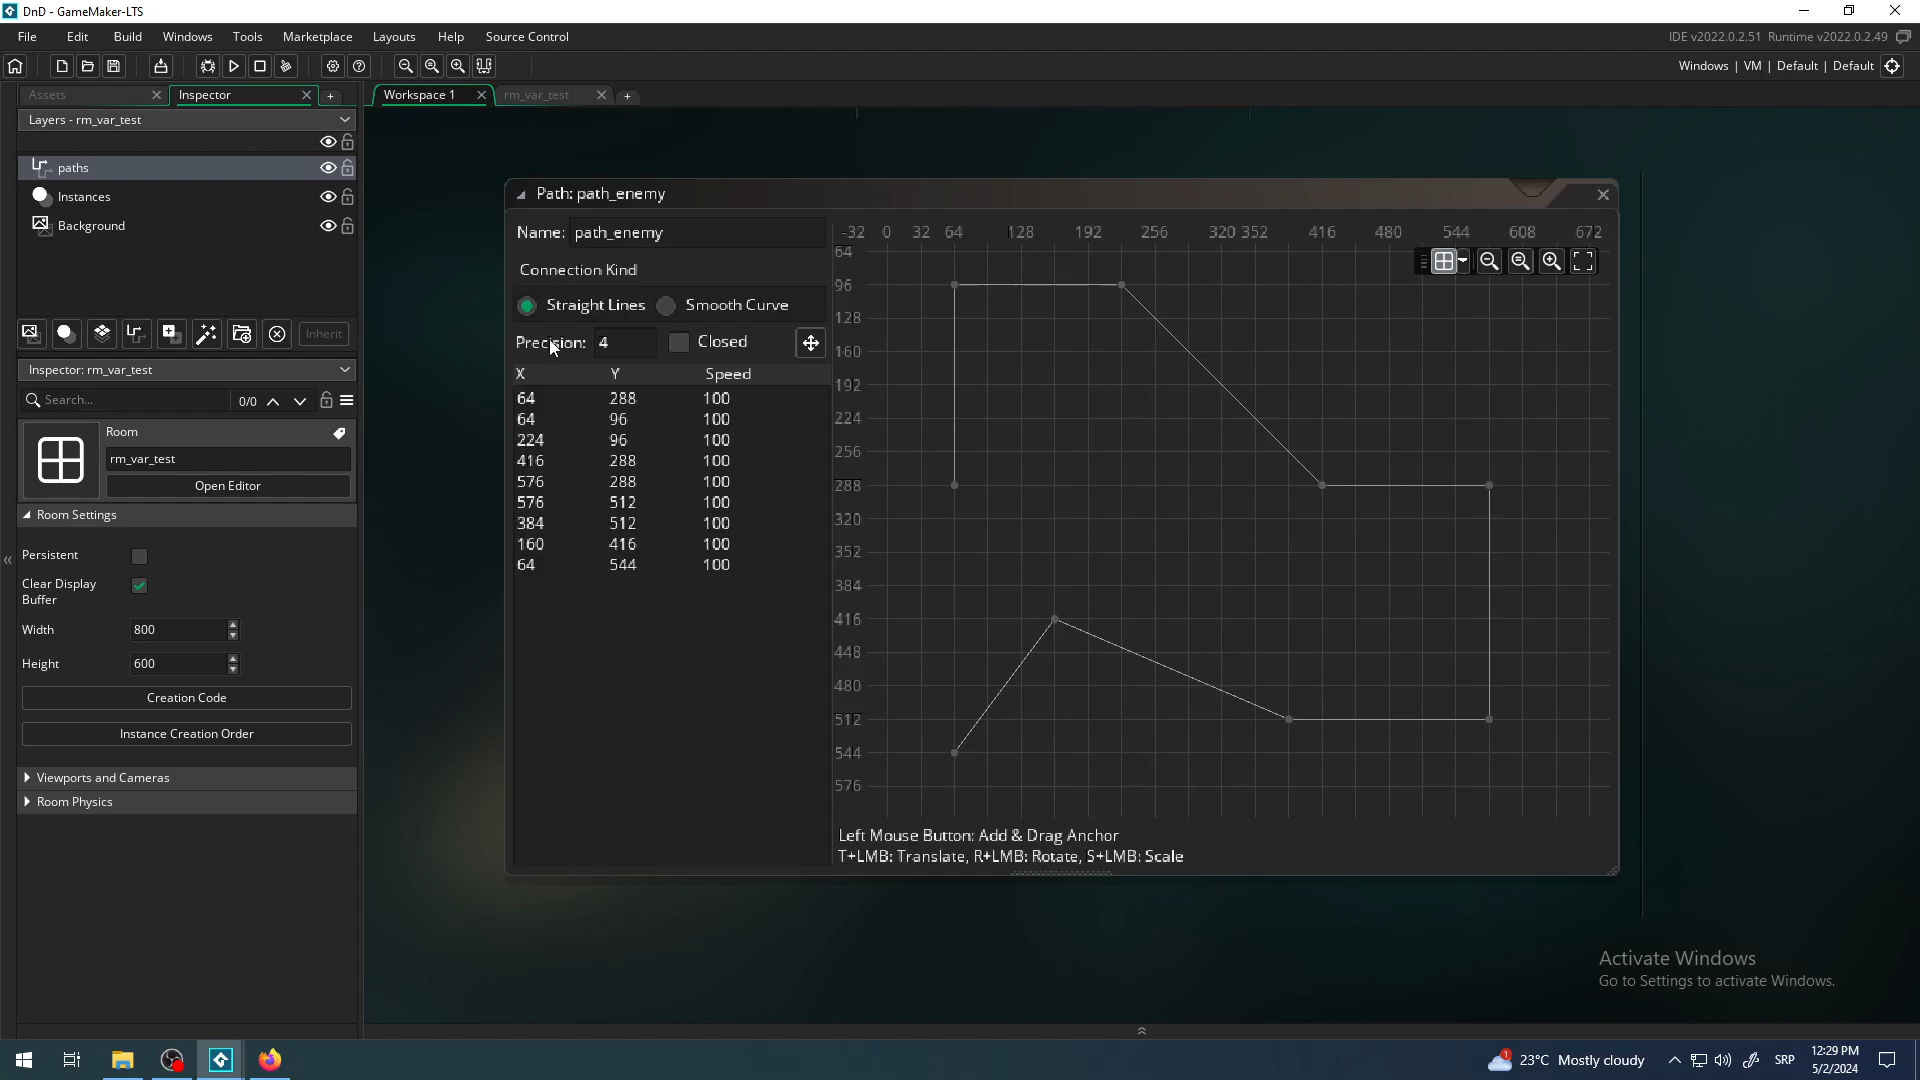 DnD - GameMaker-LTS
File Edit Build Windows Tools Marketplace Layouts Help Source Control
IDE v2022.0.2.51 Runtime v2022.0.2.49
Windows | VM | Default | Default
Assets
Inspector
Workspace 1
rm_var_test
Layers - rm_var_test
paths
Instances
Background
Inherit
Inspector: rm_var_test
Search...
0/0
Room
rm_var_test
Open Editor
Room Settings
Persistent
Clear Display
Buffer
Width 800
Height 600
Creation Code
Instance Creation Order
Viewports and Cameras
Room Physics
Path: path_enemy
Name: path_enemy
Connection Kind
Straight Lines Smooth Curve
Precision: 4 Closed
X Y Speed
64 288 100
64 96 100
224 96 100
416 288 100
576 288 100
576 512 100
384 512 100
160 416 100
64 544 100
-32 0 32 64 128 192 256 320 352 416 480 544 608 672
64
96
128
160
192
224
256
288
320
352
384
416
448
480
512
544
576
Left Mouse Button: Add & Drag Anchor
T+LMB: Translate, R+LMB: Rotate, S+LMB: Scale
Activate Windows
Go to Settings to activate Windows.
1
23°C Mostly cloudy
SRP
12:29 PM
5/2/2024